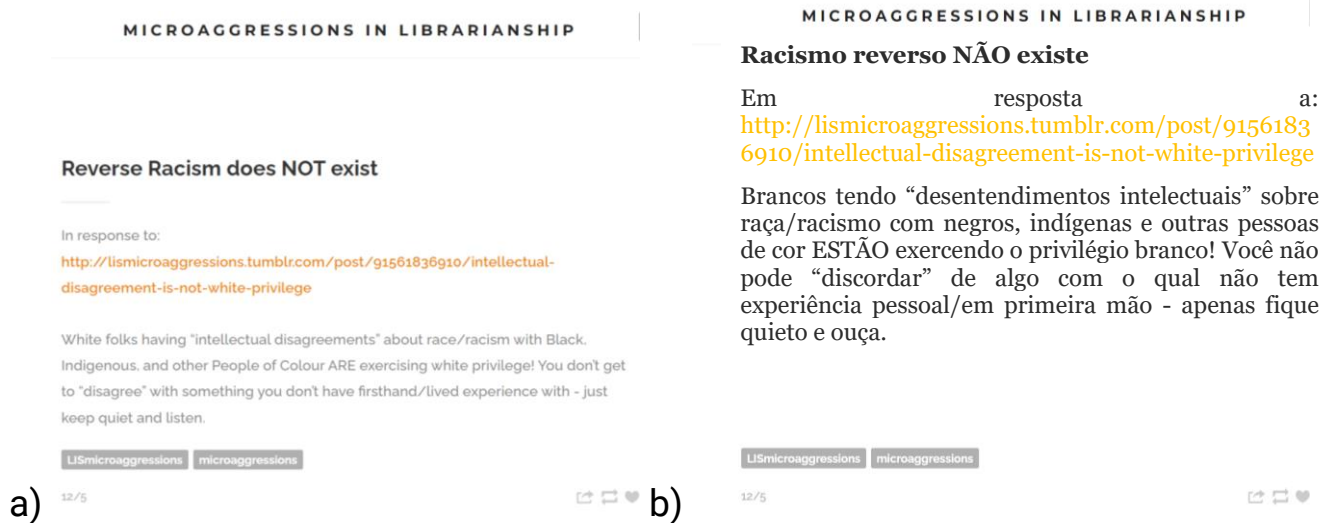 MICROAGGRESSIONS IN LIBRARIANSHIP
Reverse Racism does NOT exist
In response to:
http://lismicroaggressions.tumblr.com/post/91561836910/intellectual-
disagreement-is-not-white-privilege
White folks having "intellectual disagreements" about race/racism with Black,
Indigenous, and other People of Colour ARE exercising white privilege! You don't get
to "disagree" with something you don't have firsthand/lived experience with - just
keep quiet and listen.
LISmicroaggressions microaggressions
12/5
a)
MICROAGGRESSIONS IN LIBRARIANSHIP
Racismo reverso NÃO existe
Em resposta a:
http://lismicroaggressions.tumblr.com/post/9156183
6910/intellectual-disagreement-is-not-white-privilege
Brancos tendo “desentendimentos intelectuais” sobre
raça/racismo com negros, indígenas e outras pessoas
de cor ESTÃO exercendo o privilégio branco! Você não
pode “discordar” de algo com o qual não tem
experiência pessoal/em primeira mão - apenas fique
quieto e ouça.
LISmicroaggressions microaggressions
12/5
b)